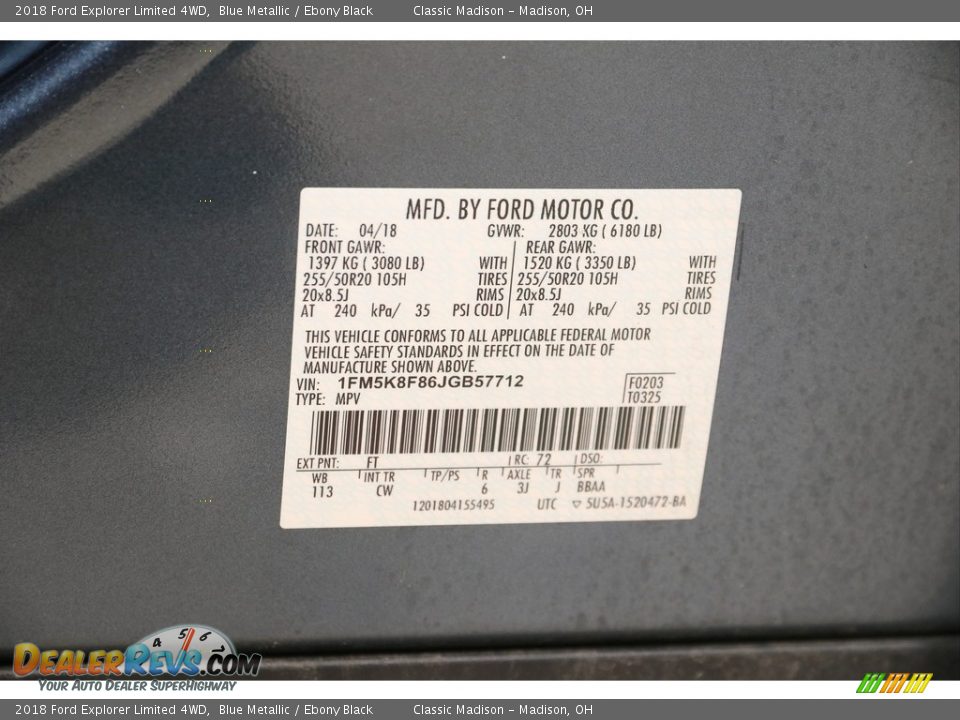 2018 Ford Explorer Limited 4WD, Blue Metallic / Ebony Black Classic Madison - Madison, OH
MFD. BY FORD MOTOR CO.
DATE: 04/18 GVWR: 2803 KG ( 6180 LB)
FRONT GAWR: REAR GAWR:
1397 KG ( 3080 LB) WITH 1520 KG ( 3350 LB) WITH
255/50R20 105H TIRES 255/50R20 105H TIRES
20x8.5J RIMS 20x8.5J RIMS
AT 240 kPa/ 35 PSI COLD AT 240 kPa/ 35 PSI COLD
THIS VEHICLE CONFORMS TO ALL APPLICABLE FEDERAL MOTOR
VEHICLE SAFETY STANDARDS IN EFFECT ON THE DATE OF
MANUFACTURE SHOWN ABOVE.
VIN: 1FM5K8F86JGB57712 F0203
TYPE: MPV T0325
EXT PNT: FT RC: 72 DSO:
WB INT TR TP/PS R AXLE TR SPR
113 CW 6 3J J BBAA
1201804155495 UTC ▽ 5U5A-1520472-BA
4 5 6
DEALERREVS.COM
YOUR AUTO DEALER SUPERHIGHWAY
2018 Ford Explorer Limited 4WD, Blue Metallic / Ebony Black Classic Madison - Madison, OH